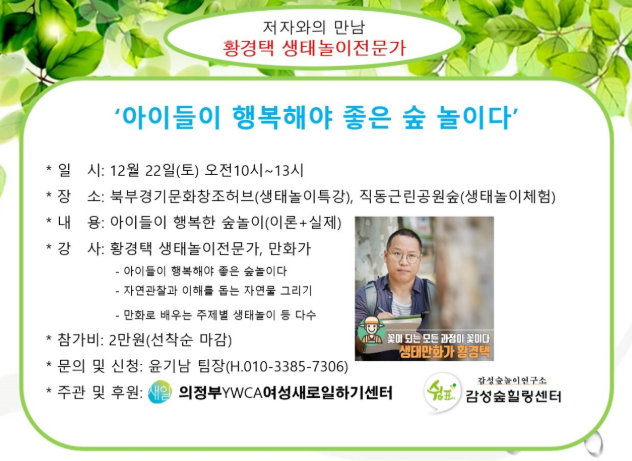 저자와의 만남
황경택 생태놀이전문가
‘아이들이 행복해야 좋은 숲 놀이다’
* 일 시: 12월 22일(토) 오전10시~13시
* 장 소: 북부경기문화창조허브(생태놀이특강), 직동근린공원숲(생태놀이체험)
* 내 용: 아이들이 행복한 숲놀이(이론+실제)
* 강 사: 황경택 생태놀이전문가, 만화가
- 아이들이 행복해야 좋은 숲놀이다
- 자연관찰과 이해를 돕는 자연물 그리기
- 만화로 배우는 주제별 생태놀이 등 다수
꽃이 되는 모든 과정이 꽃이다
생태만화가 황경택
* 참가비: 2만원(선착순 마감)
* 문의 및 신청: 윤기남 팀장(H.010-3385-7306)
* 주관 및 후원: 새일 의정부YWCA여성새로일하기센터
쉼표,
감성숲놀이연구소
감성숲힐링센터